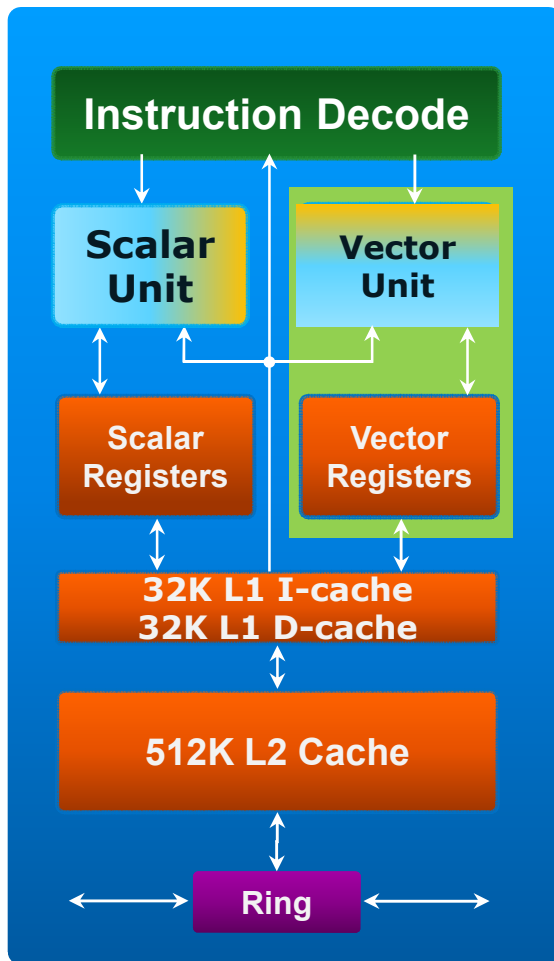 Instruction Decode
Scalar
Unit
Vector
Unit
Scalar
Registers
Vector
Registers
32K L1 I-cache
32K L1 D-cache
512K L2 Cache
Ring